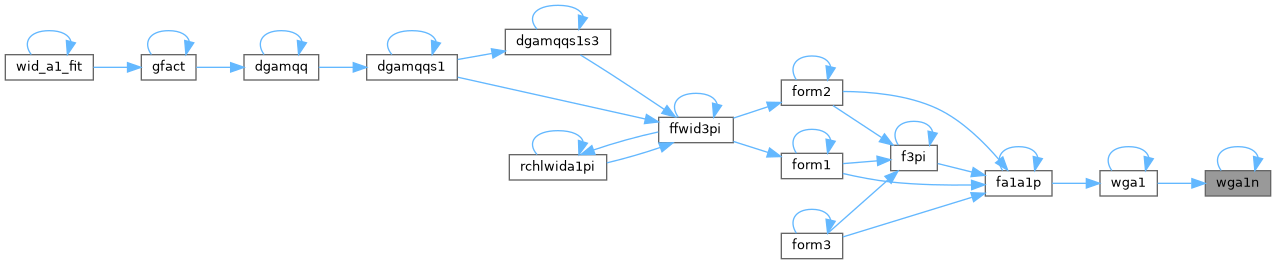 wid_a1_fit
gfact
dgamqq
dgamqqs1
dgamqqs1s3
rchlwida1pi
ffwid3pi
form2
form1
form3
f3pi
fa1a1p
wga1
wga1n